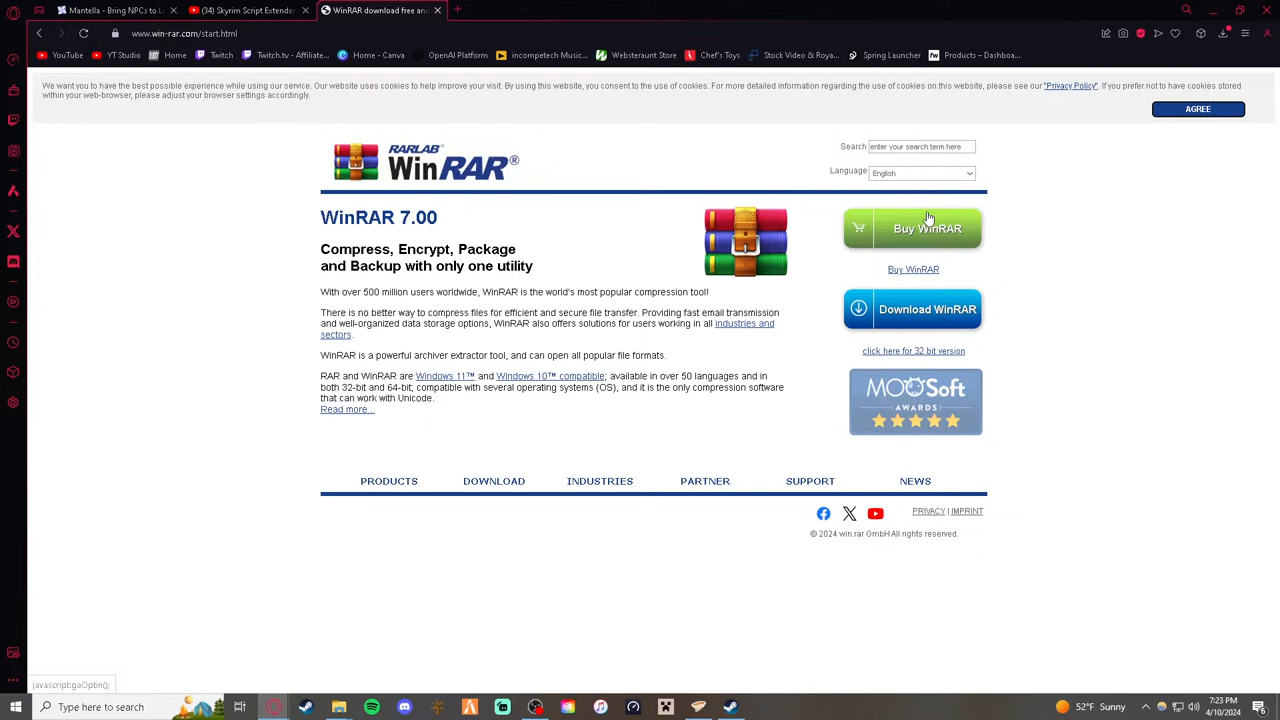 Mantella - Bring NPCs to L
(34) Skyrim Script Extende
WinRAR download free and
www.win-rar.com/start.html
YouTube
YT Studio
Home
Twitch
Twitch.tv - Affiliate...
Home - Canva
OpenAI Platform
incompetech Music...
Websteraunt Store
Chef's Toys
Stock Video & Roya...
Spring Launcher
Products – Dashboa...
We want you to have the best possible experience while using our service. Our website uses cookies to help improve your visit. By using this website, you consent to the use of cookies. For more detailed information regarding the use of cookies on this website, please see our "Privacy Policy". If you prefer not to have cookies stored
within your web-browser, please adjust your browser settings accordingly.
AGREE
RARLAB®
WinRAR®
Search enter your search term here
Language English
WinRAR 7.00
Compress, Encrypt, Package
and Backup with only one utility
With over 500 million users worldwide, WinRAR is the world's most popular compression tool!
There is no better way to compress files for efficient and secure file transfer. Providing fast email transmission
and well-organized data storage options, WinRAR also offers solutions for users working in all industries and
sectors.
WinRAR is a powerful archiver extractor tool, and can open all popular file formats.
RAR and WinRAR are Windows 11™ and Windows 10™ compatible; available in over 50 languages and in
both 32-bit and 64-bit; compatible with several operating systems (OS), and it is the only compression software
that can work with Unicode.
Read more...
Buy WinRAR
Buy WinRAR
Download WinRAR
click here for 32 bit version
MOOSoft
AWARDS
PRODUCTS
DOWNLOAD
INDUSTRIES
PARTNER
SUPPORT
NEWS
PRIVACY | IMPRINT
© 2024 win.rar GmbH All rights reserved.
javascript:gaOptin();
Type here to search
52°F Sunny
7:23 PM
4/10/2024